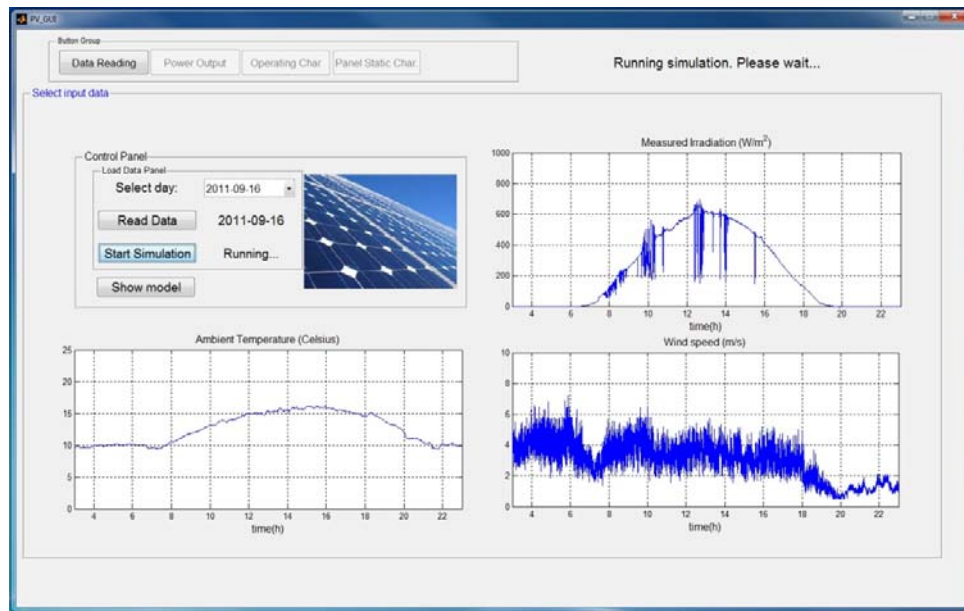 PV_GUI
Button Group
Data Reading Power Output Operating Char. Panel Static Char.
Running simulation. Please wait...
Select input data
Control Panel
Load Data Panel
Select day: 2011-09-16
Read Data 2011-09-16
Start Simulation Running...
Show model
Measured Irradiation (W/m²)
1000
800
600
400
200
0
4 6 8 10 12 14 16 18 20 22
time(h)
Ambient Temperature (Celsius)
25
20
15
10
5
0
4 6 8 10 12 14 16 18 20 22
time(h)
Wind speed (m/s)
10
8
6
4
2
0
4 6 8 10 12 14 16 18 20 22
time(h)